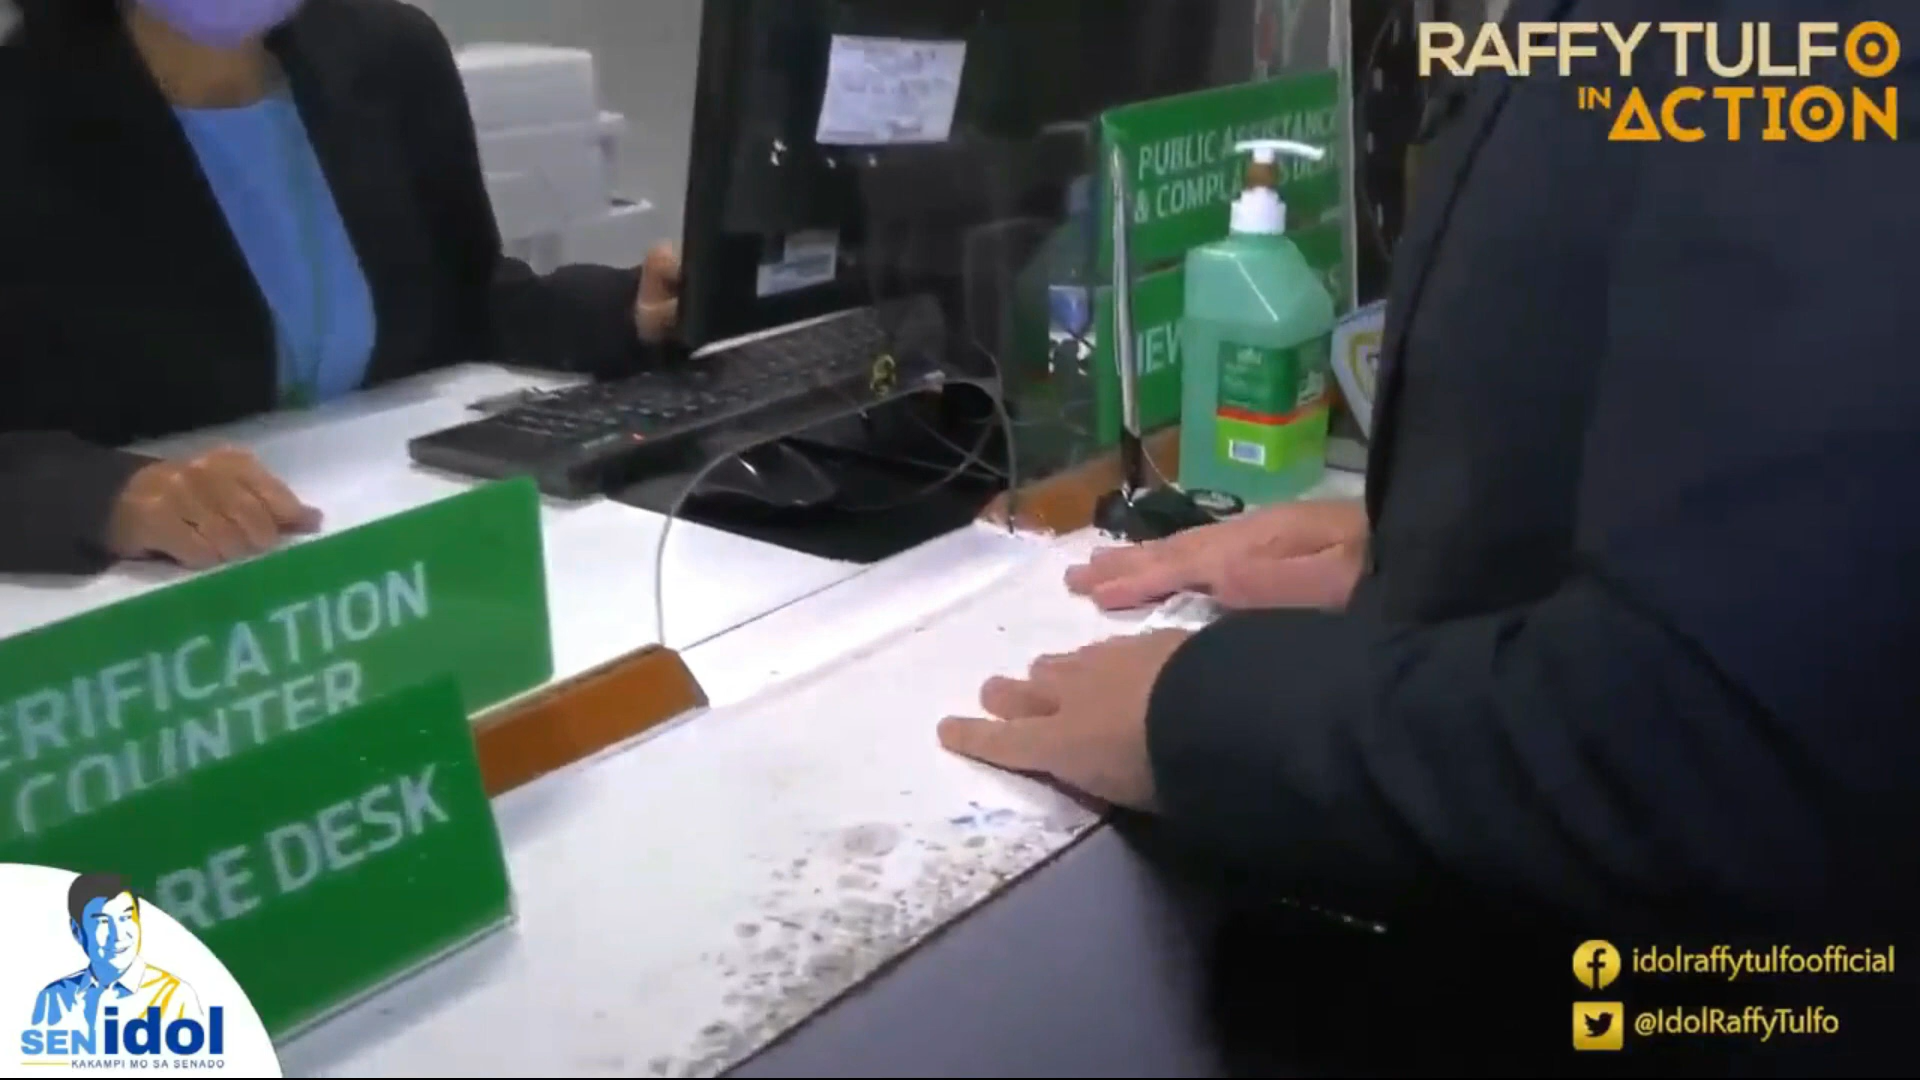 RAFFY TULFO
IN ACTION
PUBLIC ASSISTANCE
& COMPL
ERIFICATION
COUNTER
RE DESK
SEN idol
KAKAMPI MO SA SENADO
idolraffytulfoofficial
@IdolRaffyTulfo